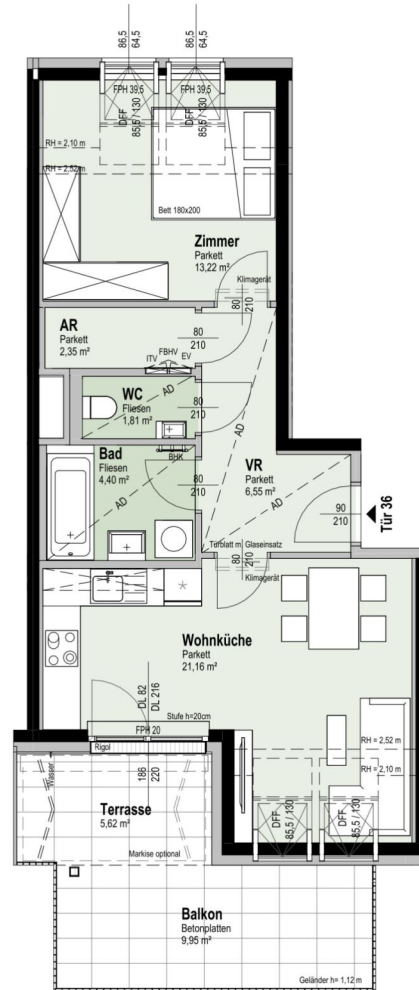 86,5
64,5
86,5
64,5
FPH 39,5
FPH 39,5
DFF
85,5 / 130
DFF
85,5 / 130
RH = 2,10 m
RH = 2,52 m
Bett 180x200
Zimmer
Parkett
13,22 m²
Klimagerät
80
210
AR
Parkett
2,35 m²
80
210
FBHV
ITV
EV
WC
Fliesen
1,81 m²
AD
80
210
AD
Bad
Fliesen
4,40 m²
BHK
AD
80
210
VR
Parkett
6,55 m²
AD
90
210
Tür 36
Türblatt m. Glaseinsatz
80
210
Klimagerät
Wohnküche
Parkett
21,16 m²
DL 82
DL 216
Stufe h=20cm
FPH 20
Rigol
Wasser
186
220
RH = 2,52 m
RH = 2,10 m
Terrasse
5,62 m²
DFF
85,5 / 130
DFF
85,5 / 130
Markise optional
Balkon
Betonplatten
9,95 m²
Geländer h= 1,12 m